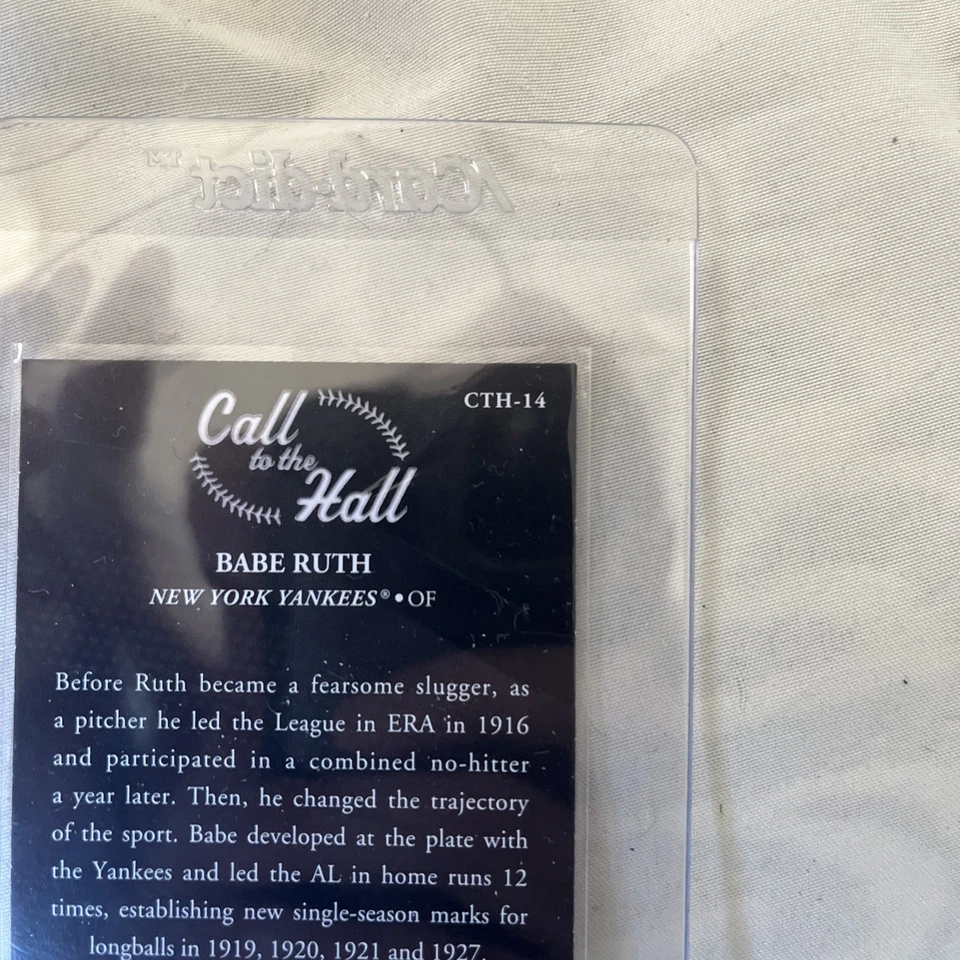 /Card-dict™
CTH-14
Call
to the
Hall
BABE RUTH
NEW YORK YANKEES® • OF
Before Ruth became a fearsome slugger, as
a pitcher he led the League in ERA in 1916
and participated in a combined no-hitter
a year later. Then, he changed the trajectory
of the sport. Babe developed at the plate with
the Yankees and led the AL in home runs 12
times, establishing new single-season marks for
longballs in 1919, 1920, 1921 and 1927.